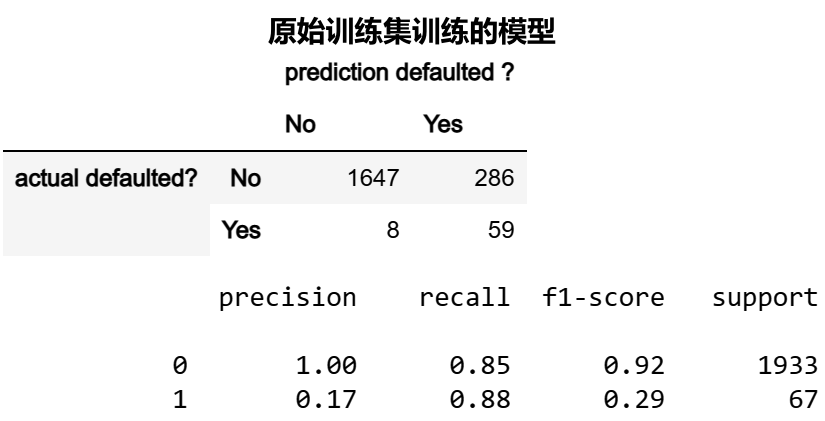 原始训练集训练的模型
prediction defaulted ?
No Yes
actual defaulted? No 1647 286
Yes 8 59
precision recall f1-score support
0 1.00 0.85 0.92 1933
1 0.17 0.88 0.29 67